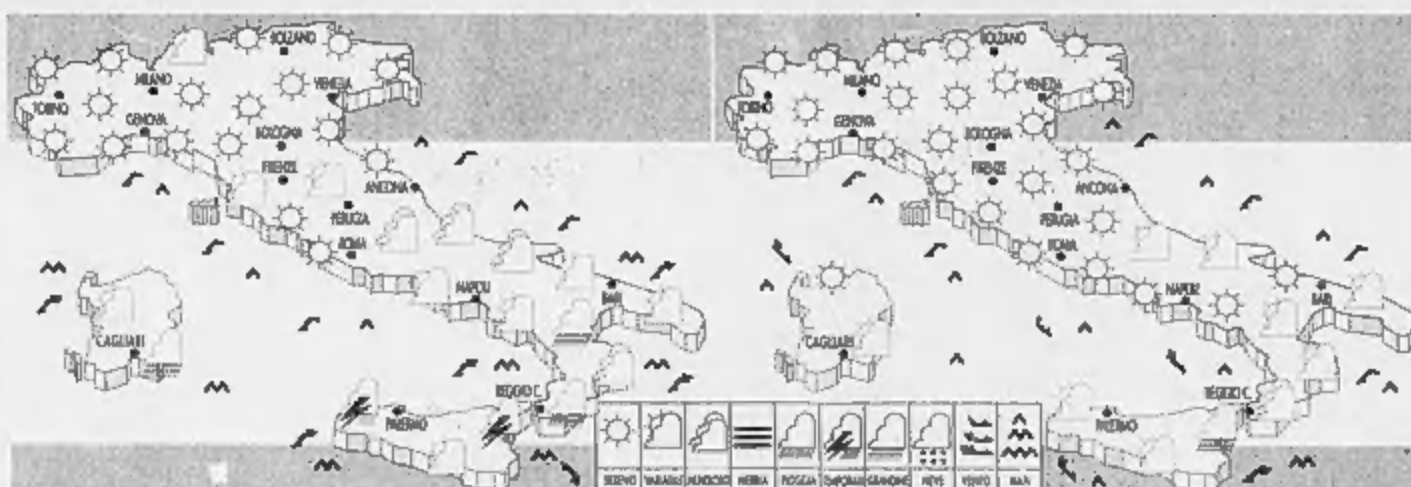 BOLZANO
MILANO
VENEZIA
TORINO
GENOVA
BOLOGNA
FIRENZE
ANCONA
PERUGIA
ROMA
NAPOLI
BARI
CAGLIARI
REGGIO C.
PALERMO
BOLZANO
MILANO
VENEZIA
TORINO
GENOVA
BOLOGNA
FIRENZE
ANCONA
PERUGIA
ROMA
NAPOLI
BARI
CAGLIARI
REGGIO C.
PALERMO
SERENO VARIABILE NUVOLOSO NEBBIA PIOGGIA TEMPORALE GRANDINE NEVE VENTO MARI